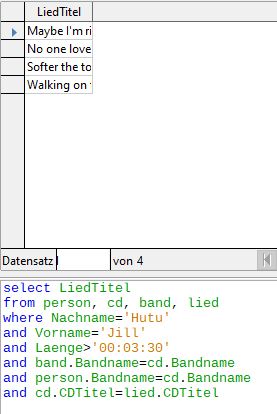 LiedTitel
Maybe I'm ri
No one love
Softer the to
Walking on
Datensatz von 4
select LiedTitel
from person, cd, band, lied
where Nachname='Hutu'
and Vorname='Jill'
and Laenge>'00:03:30'
and band.Bandname=cd.Bandname
and person.Bandname=cd.Bandname
and cd.CDTitel=lied.CDTitel